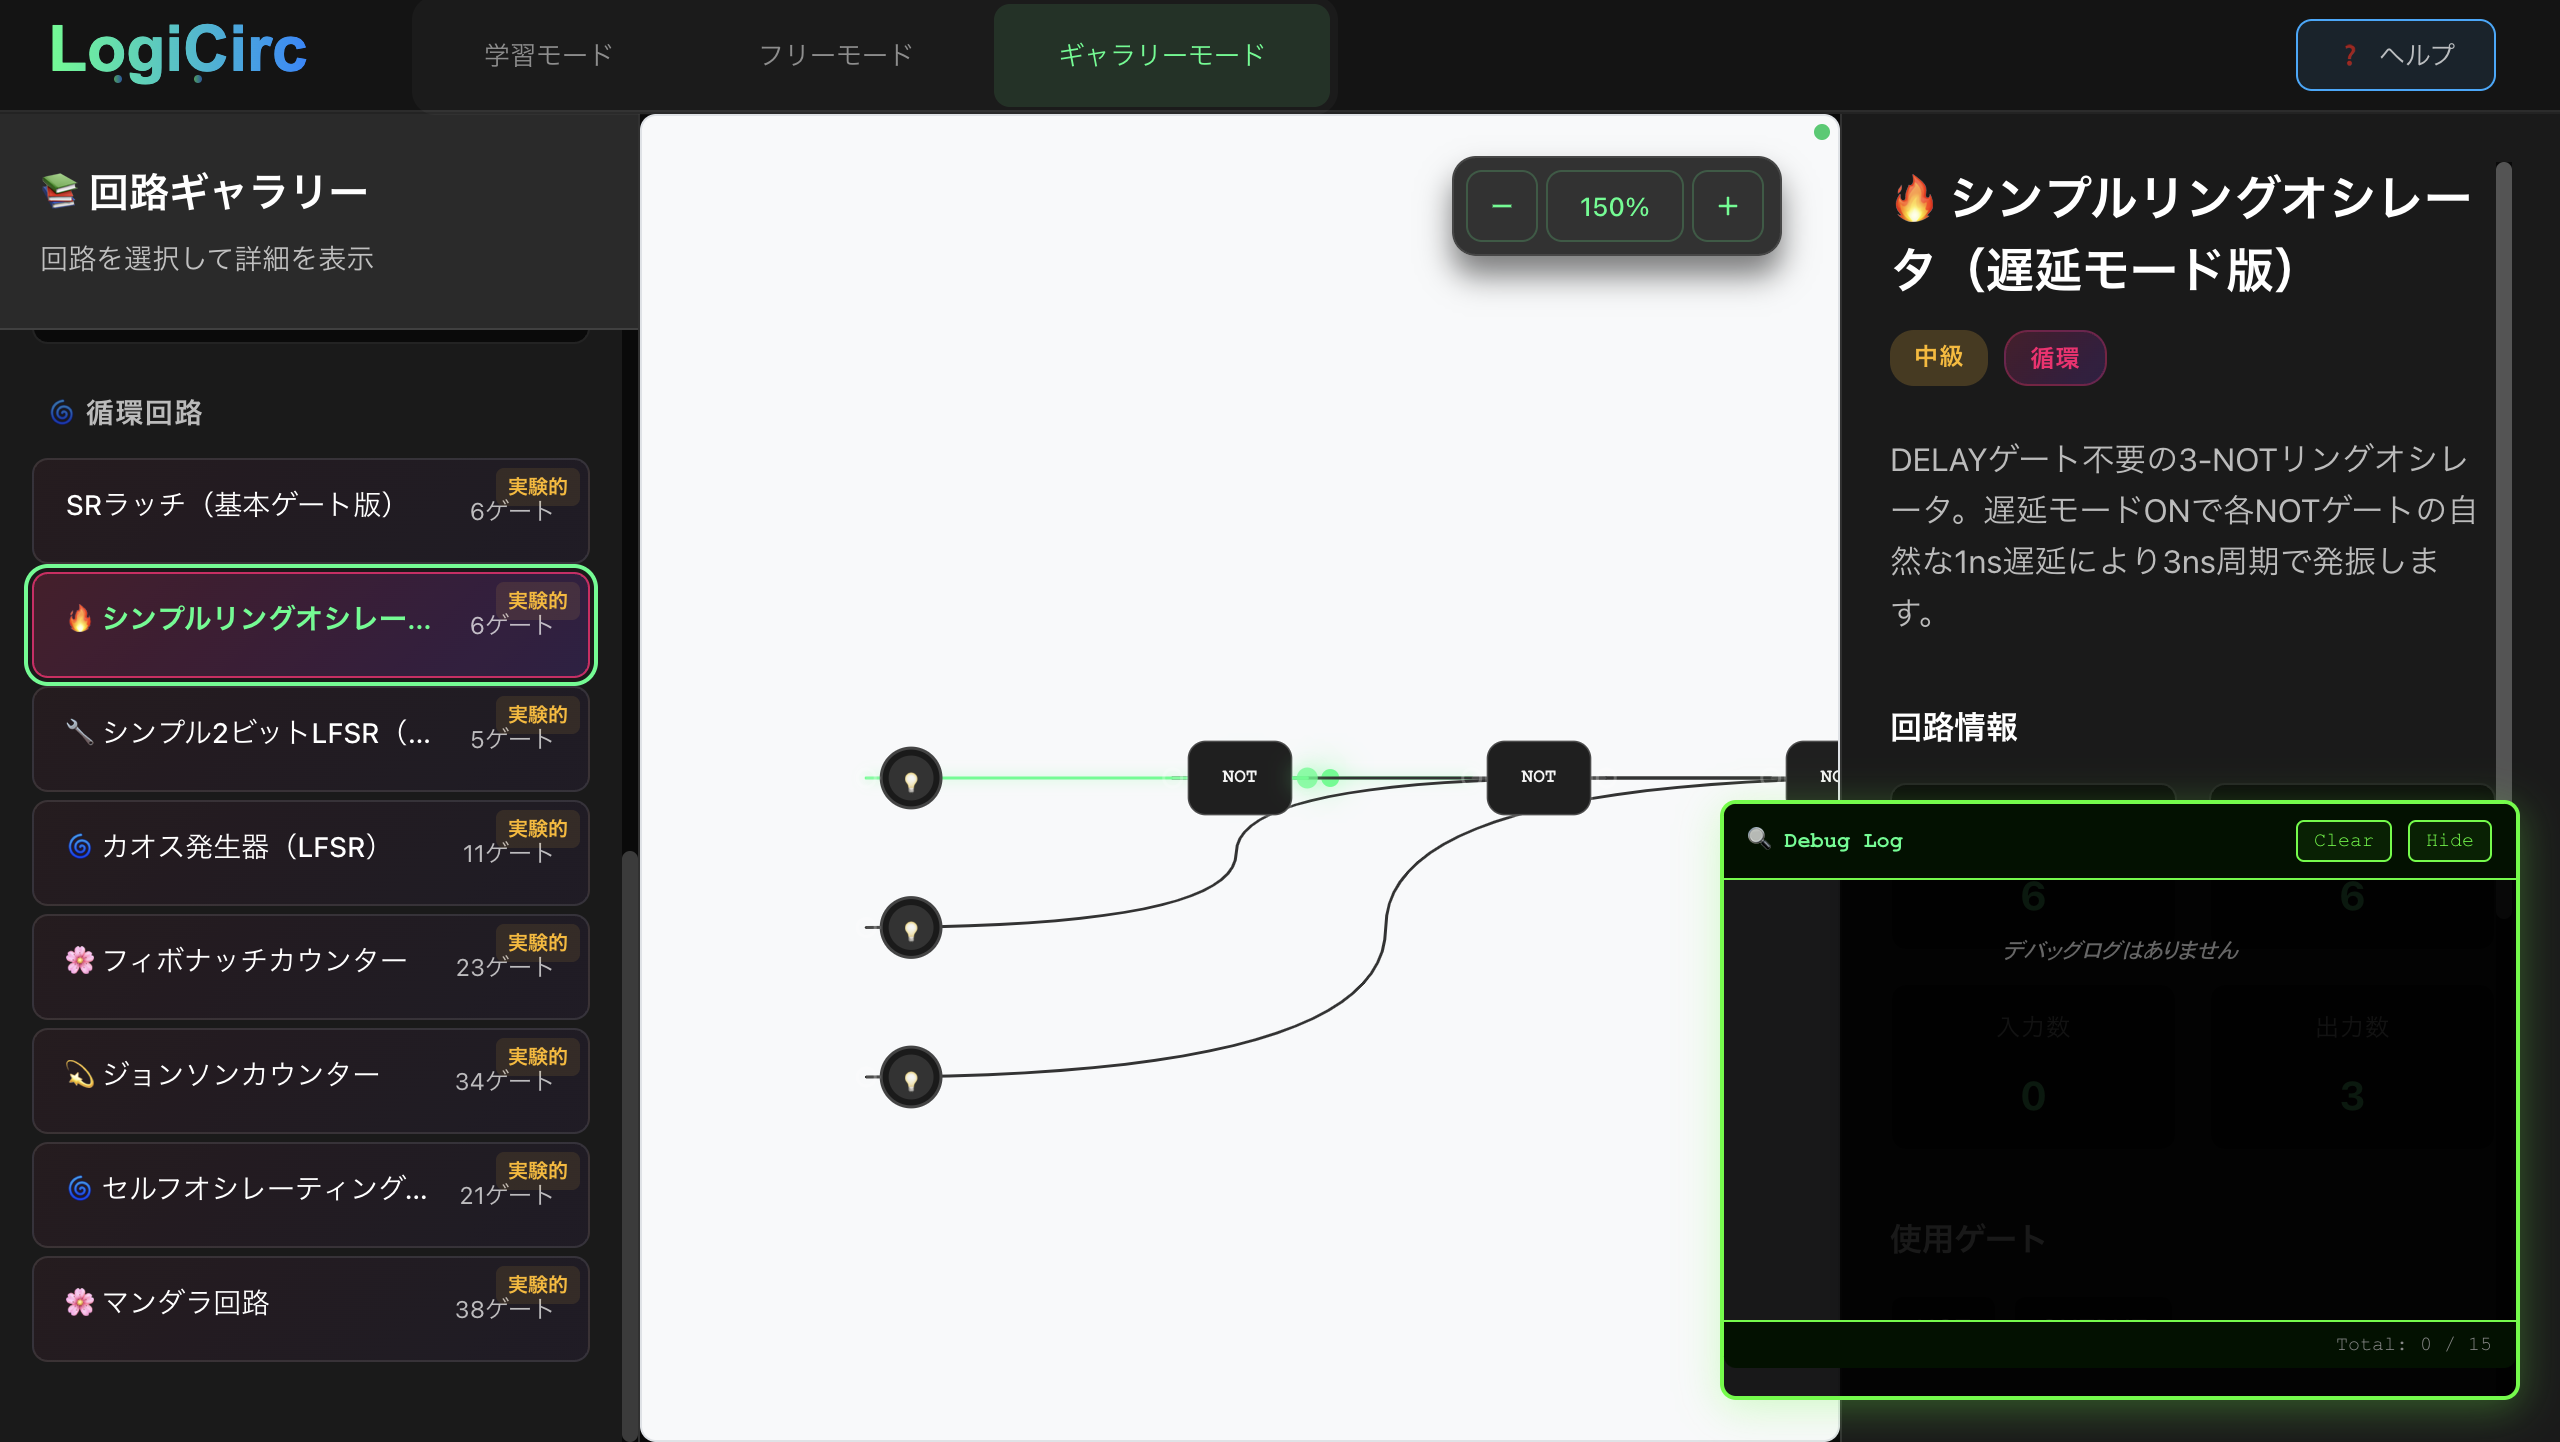 LogiCirc
学習モード
フリーモード
ギャラリーモード
❓ ヘルプ
📚 回路ギャラリー
回路を選択して詳細を表示
🌀 循環回路
SRラッチ（基本ゲート版）
実験的
6ゲート
🔥 シンプルリングオシレー...
実験的
6ゲート
🔧 シンプル2ビットLFSR（...
実験的
5ゲート
🌀 カオス発生器（LFSR）
実験的
11ゲート
🌸 フィボナッチカウンター
実験的
23ゲート
💫 ジョンソンカウンター
実験的
34ゲート
🌀 セルフオシレーティング...
実験的
21ゲート
🌸 マンダラ回路
実験的
38ゲート
− 150% +
NOT
NOT
NO
🔥 シンプルリングオシレー
タ（遅延モード版）
中級
循環
DELAYゲート不要の3-NOTリングオシレ
ータ。遅延モードONで各NOTゲートの自
然な1ns遅延により3ns周期で発振しま
す。
回路情報
🔍 Debug Log
Clear
Hide
6
6
デバッグログはありません
入力数
出力数
0
3
使用ゲート
Total: 0 / 15